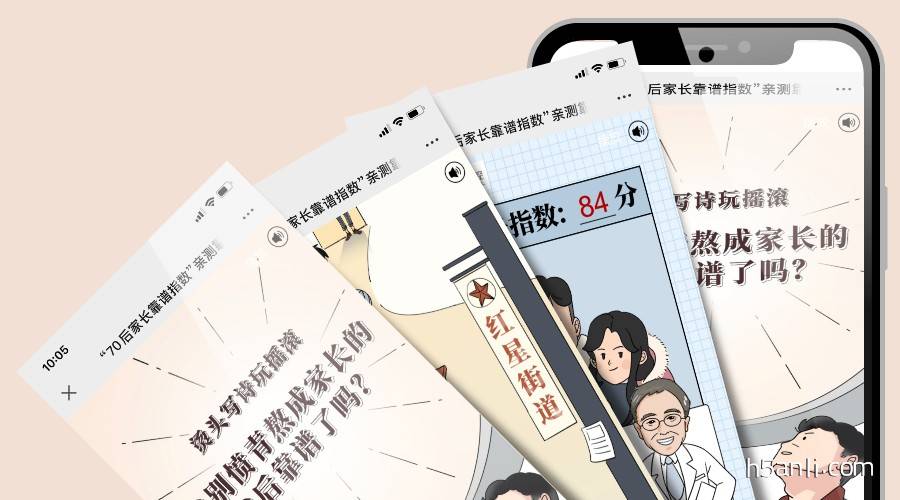 10:05
“70后家长靠谱指数”亲测
烫头写诗玩摇滚
别愤青熬成家长的
后靠谱了吗？
家长靠谱指数”亲测
红星街道
后家长靠谱指数”亲测
指数：84分
后家长靠谱指数”亲测
写诗玩摇滚
熬成家长的
谱了吗？
h5anli.com